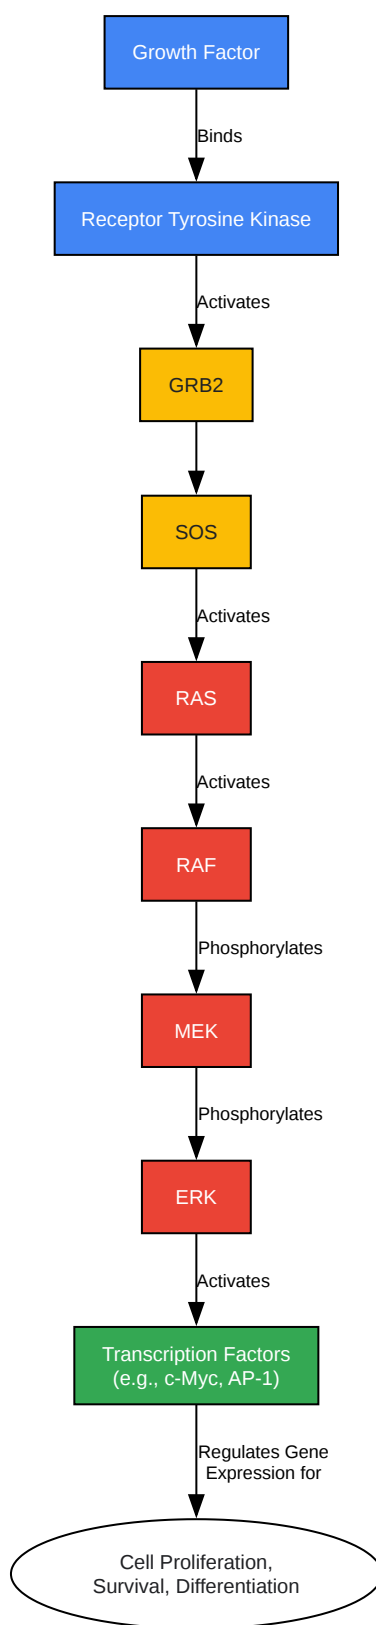 Growth Factor
Binds
Receptor Tyrosine Kinase
Activates
GRB2
SOS
Activates
RAS
Activates
RAF
Phosphorylates
MEK
Phosphorylates
ERK
Activates
Transcription Factors
(e.g., c-Myc, AP-1)
Regulates Gene
Expression for
Cell Proliferation,
Survival, Differentiation